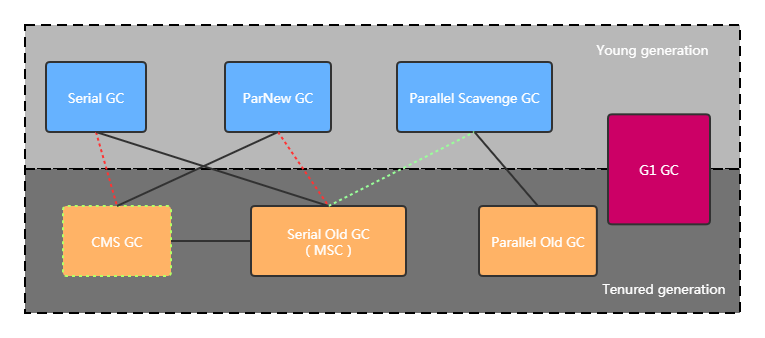 Young generation
Serial GC
ParNew GC
Parallel Scavenge GC
G1 GC
CMS GC
Serial Old GC
( MSC )
Parallel Old GC
Tenured generation